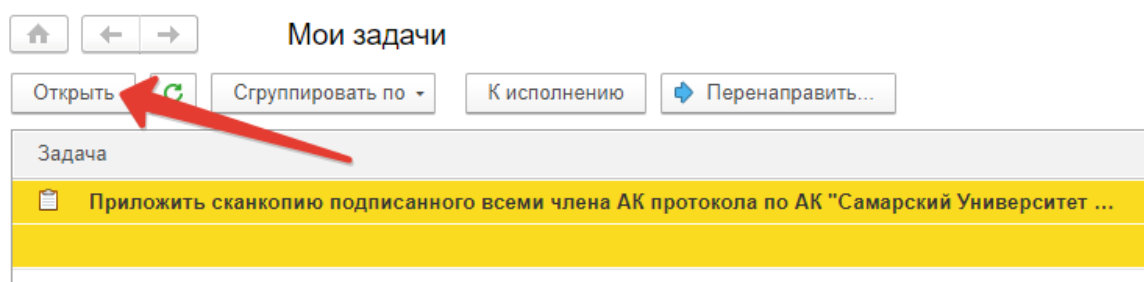 Мои задачи
Открыть Сгруппировать по К исполнению Перенаправить...
Задача
Приложить сканкопию подписанного всеми члена АК протокола по АК "Самарский Университет ...